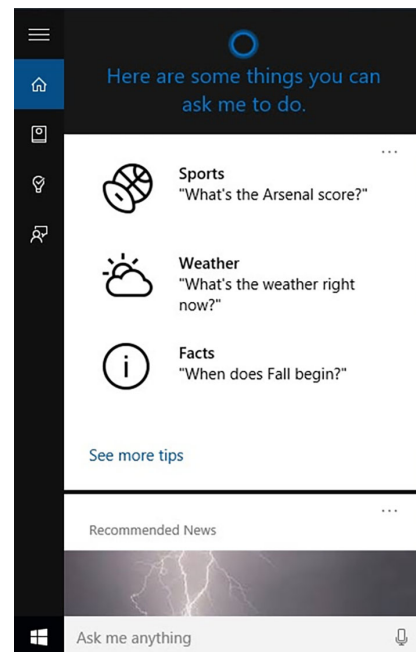 Here are some things you can
ask me to do.
Sports
"What's the Arsenal score?"
Weather
"What's the weather right
now?"
Facts
"When does Fall begin?"
See more tips
Recommended News
Ask me anything